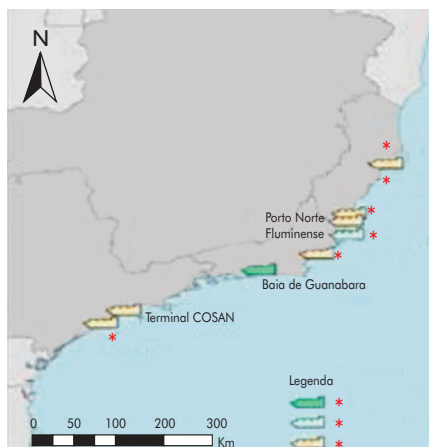 N
Porto Norte
Fluminense
Baia de Guanabara
Terminal COSAN
Legenda
*
*
*
*
*
*
*
*
0 50 100 200 300
Km